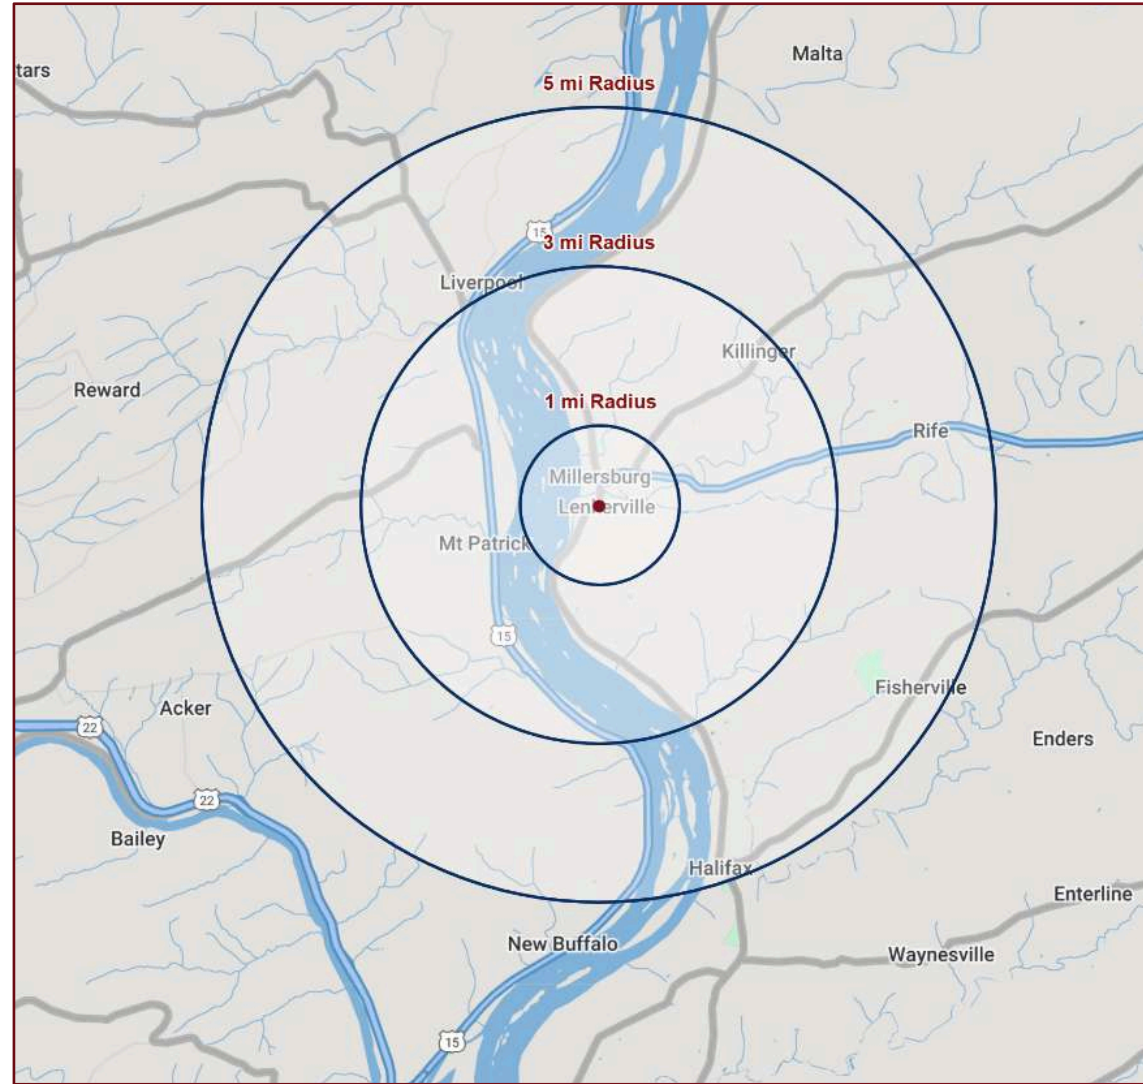 Malta
tars
5 mi Radius
15
3 mi Radius
Liverpool
Killinger
Reward
1 mi Radius
Rife
Millersburg
Lenkerville
Mt Patrick
15
Fisherville
Acker
22
Enders
22
Bailey
Halifax
Enterline
New Buffalo
Waynesville
15